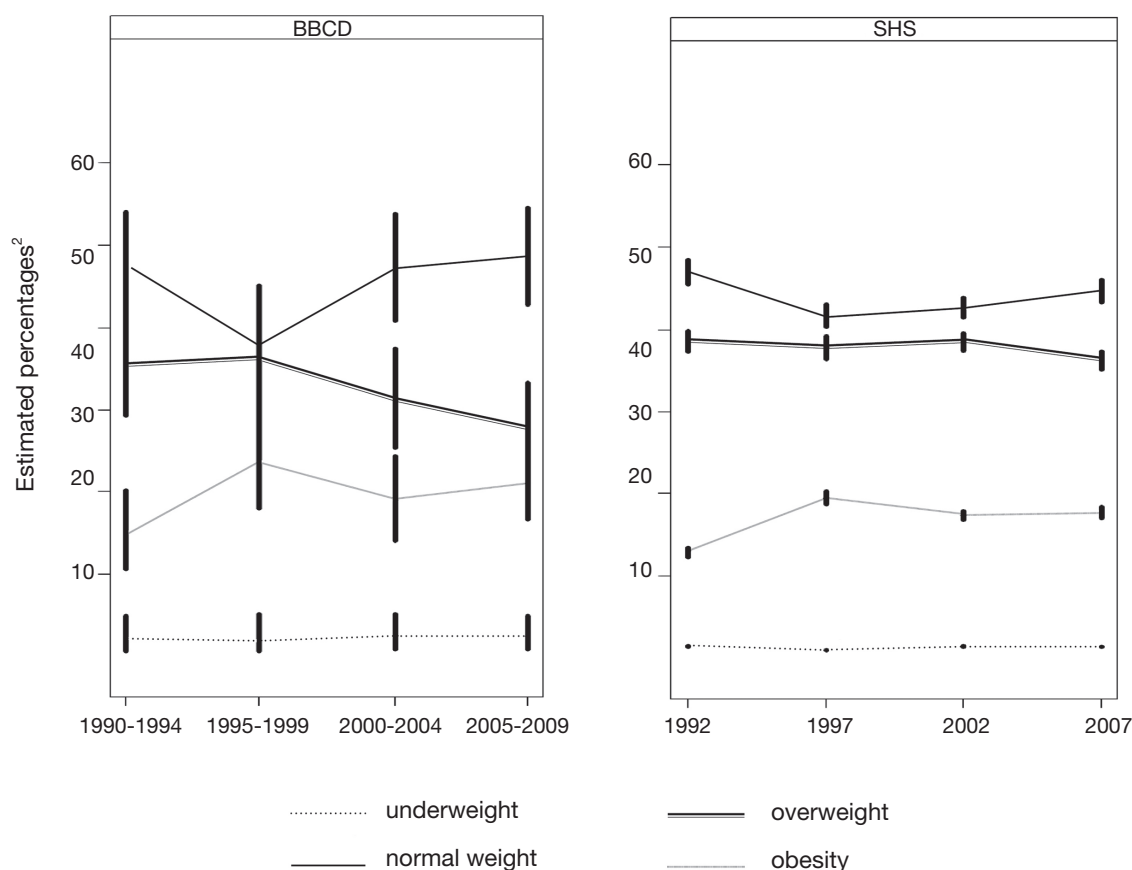 BBCD
SHS
Estimated percentages²
60
50
40
30
20
10
60
50
40
30
20
10
1990-1994 1995-1999 2000-2004 2005-2009
1992 1997 2002 2007
underweight
overweight
normal weight
obesity